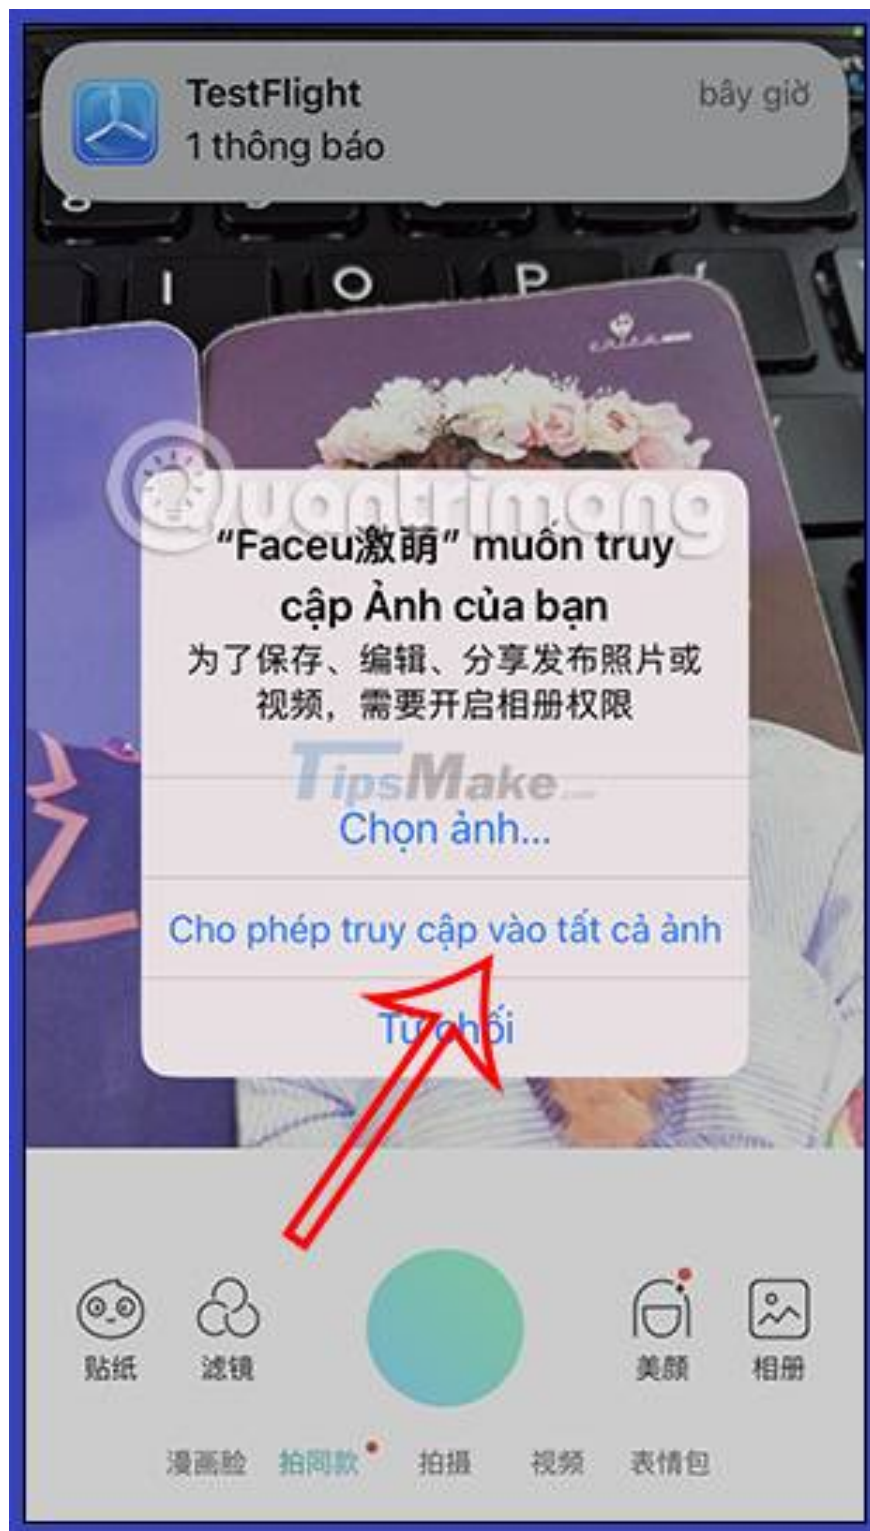 TestFlight
bây giờ
1 thông báo
I O P
Quantrimang
“Faceu激萌” muốn truy
cập Ảnh của bạn
为了保存、编辑、分享发布照片或
视频，需要开启相册权限
TipsMake
Chọn ảnh...
Cho phép truy cập vào tất cả ảnh
Từ chối
贴纸
滤镜
美颜
相册
漫画脸
拍同款
拍摄
视频
表情包